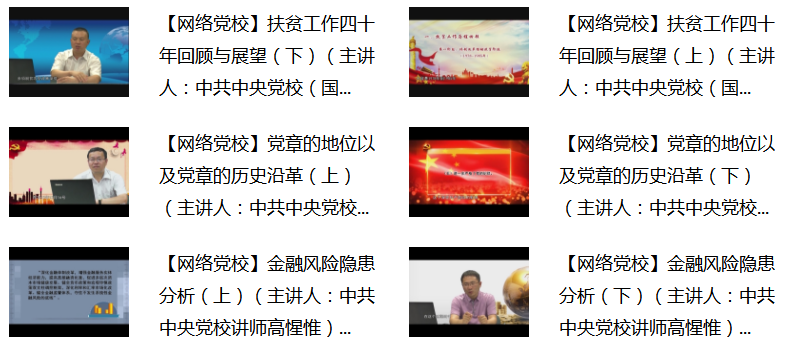 【网络党校】扶贫工作四十
年回顾与展望（下）（主讲
人：中共中央党校（国...
【网络党校】扶贫工作四十
年回顾与展望（上）（主讲
人：中共中央党校（国...
【网络党校】党章的地位以
及党章的历史沿革（上）
（主讲人：中共中央党校...
【网络党校】党章的地位以
及党章的历史沿革（下）
（主讲人：中共中央党校...
【网络党校】金融风险隐患
分析（上）（主讲人：中共
中央党校讲师高惺惟）...
【网络党校】金融风险隐患
分析（下）（主讲人：中共
中央党校讲师高惺惟）...